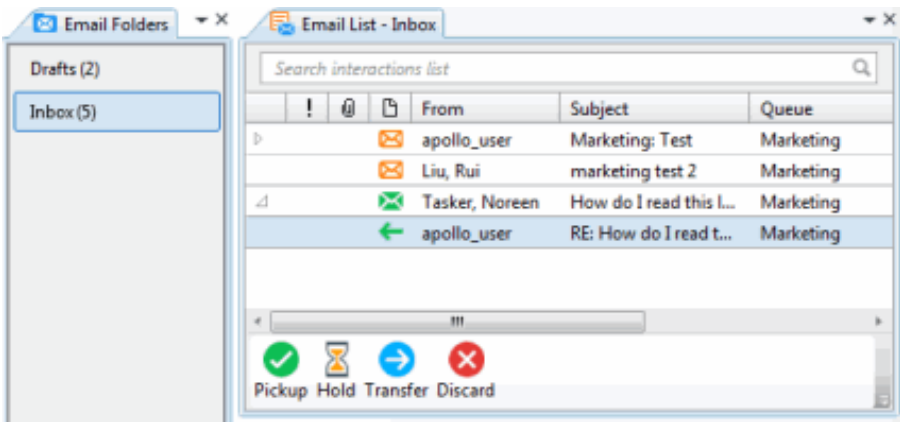 Email Folders
Drafts (2)
Inbox (5)
Email List - Inbox
Search interactions list
! From Subject Queue
apollo_user Marketing: Test Marketing
Liu, Rui marketing test 2 Marketing
Tasker, Noreen How do I read this l... Marketing
apollo_user RE: How do I read t... Marketing
Pickup Hold Transfer Discard